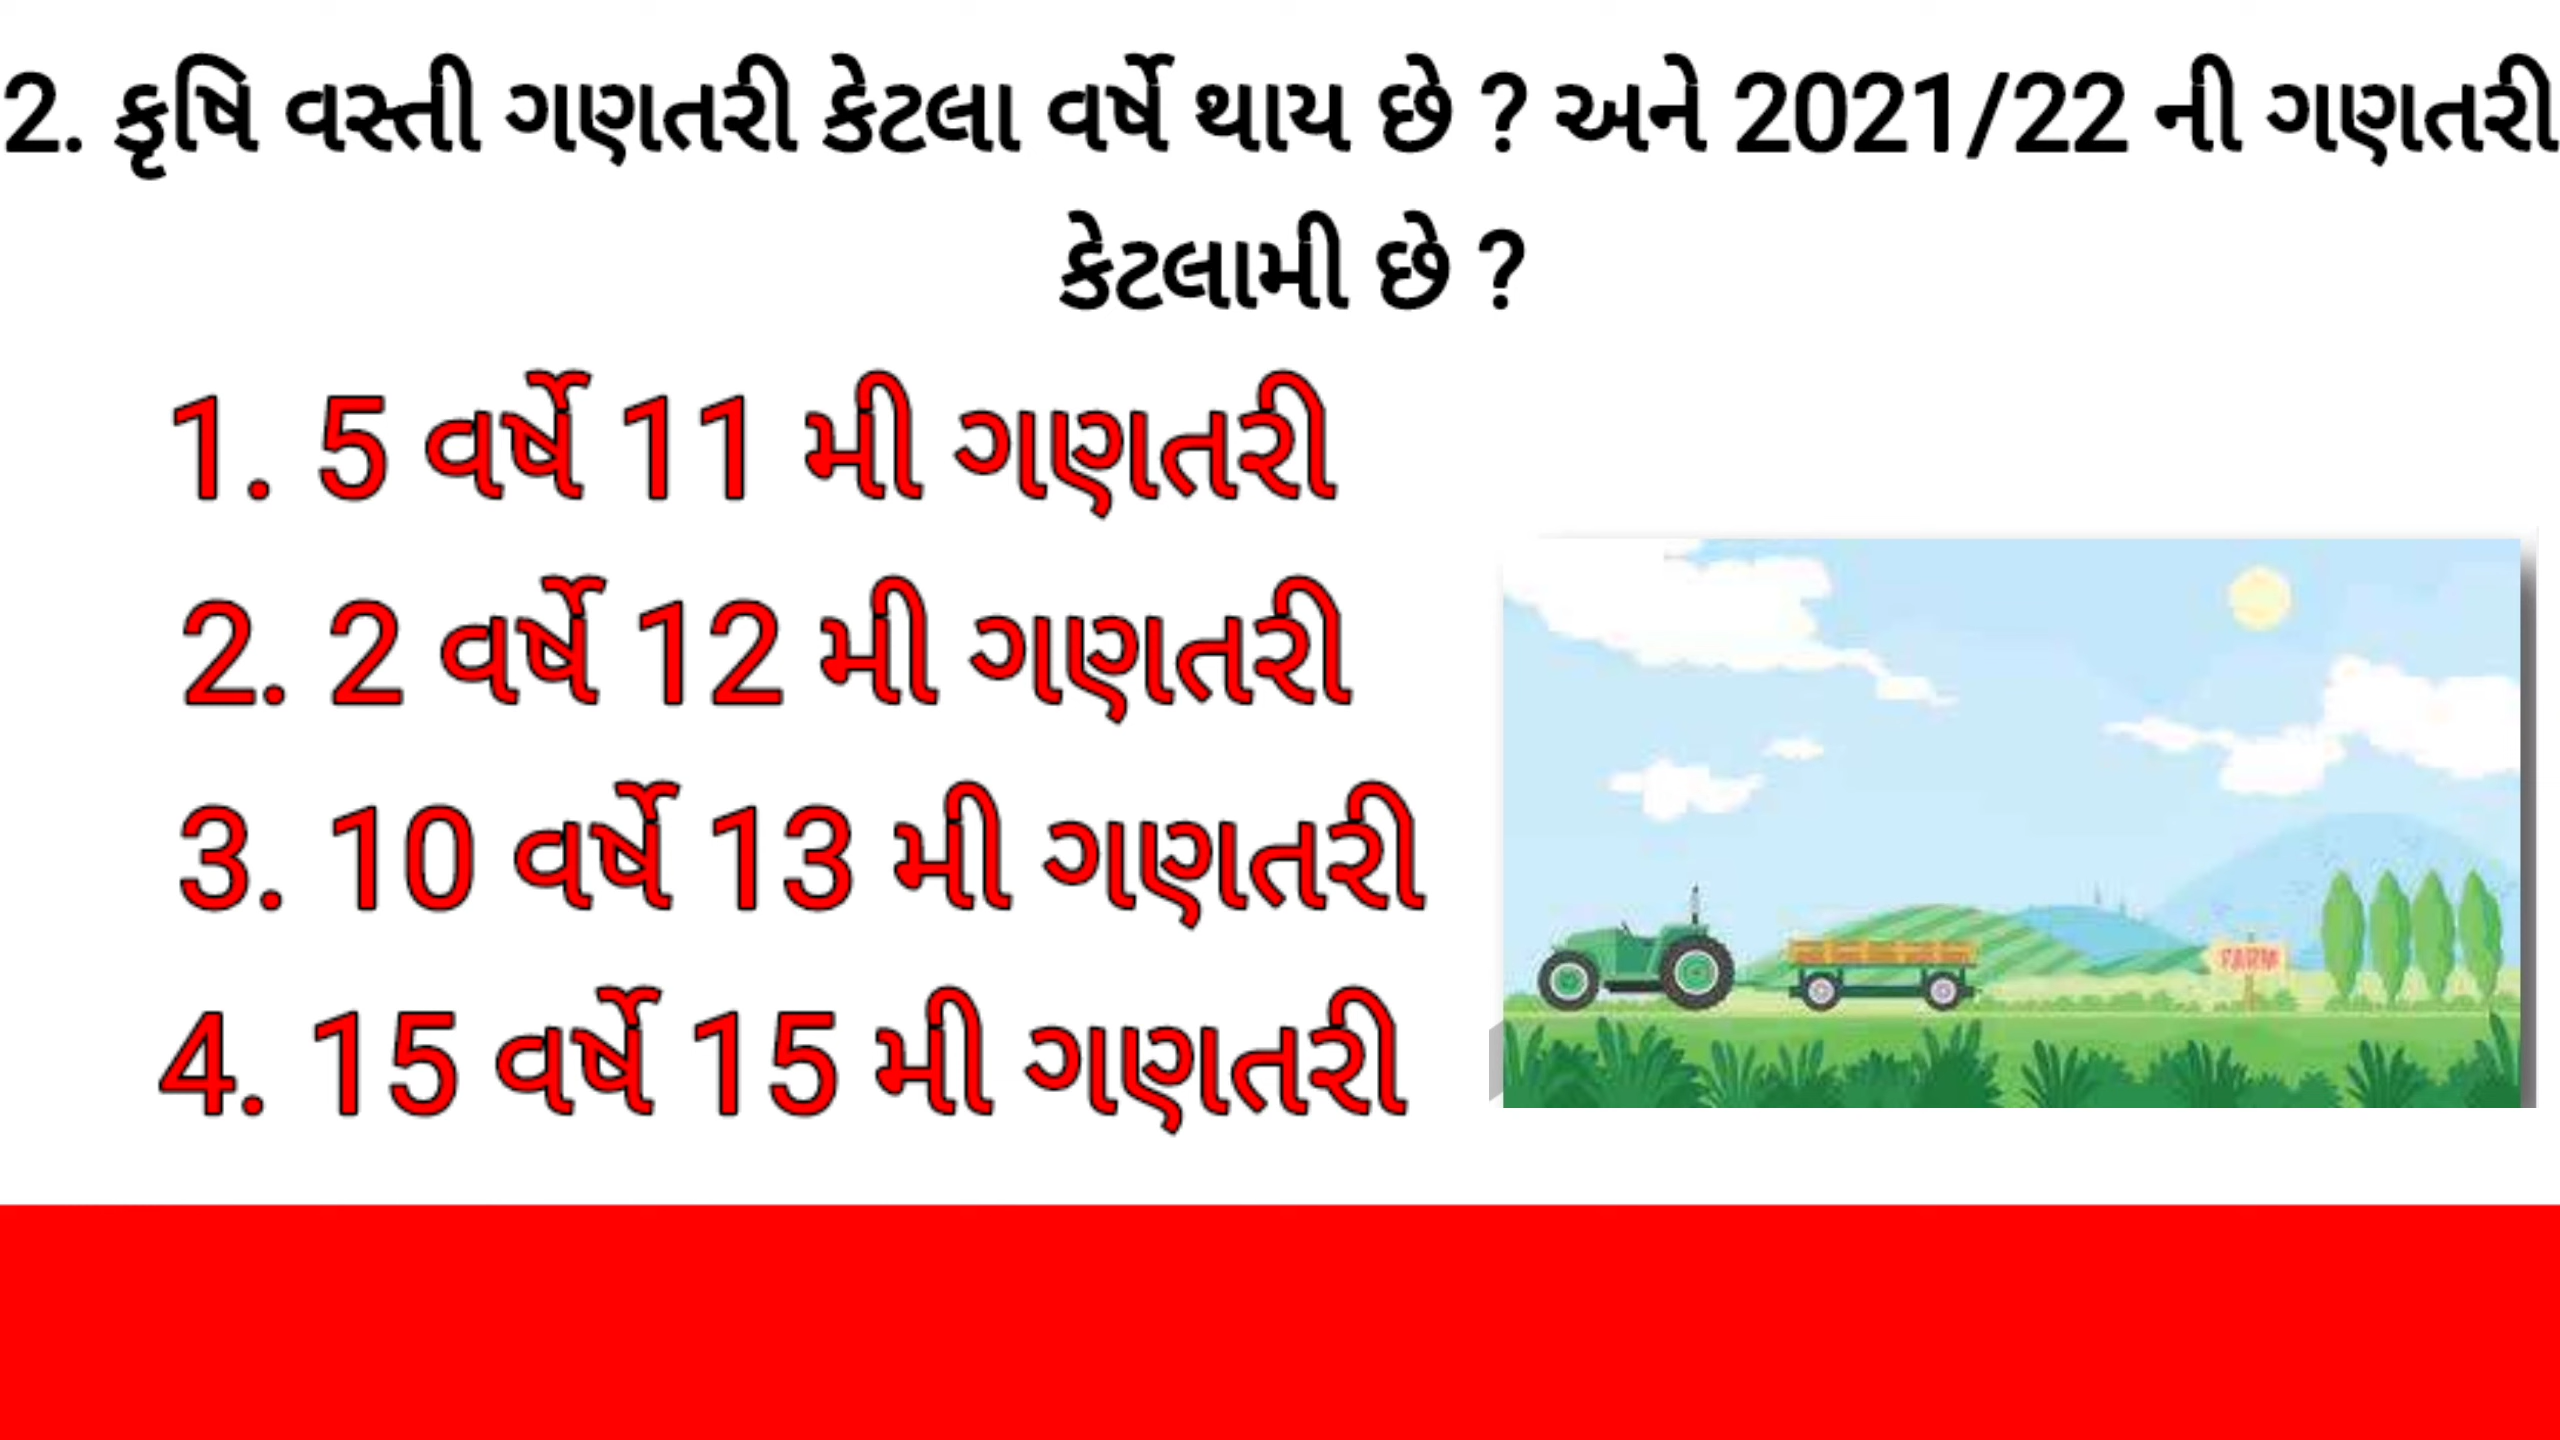 2. કૃષિ વસ્તી ગણતરી કેટલા વર્ષે થાય છે ? અને 2021/22 ની ગણતરી
કેટલામી છે ?
1. 5 વર્ષે 11 મી ગણતરી
2. 2 વર્ષે 12 મી ગણતરી
3. 10 વર્ષે 13 મી ગણતરી
4. 15 વર્ષે 15 મી ગણતરી
FARM